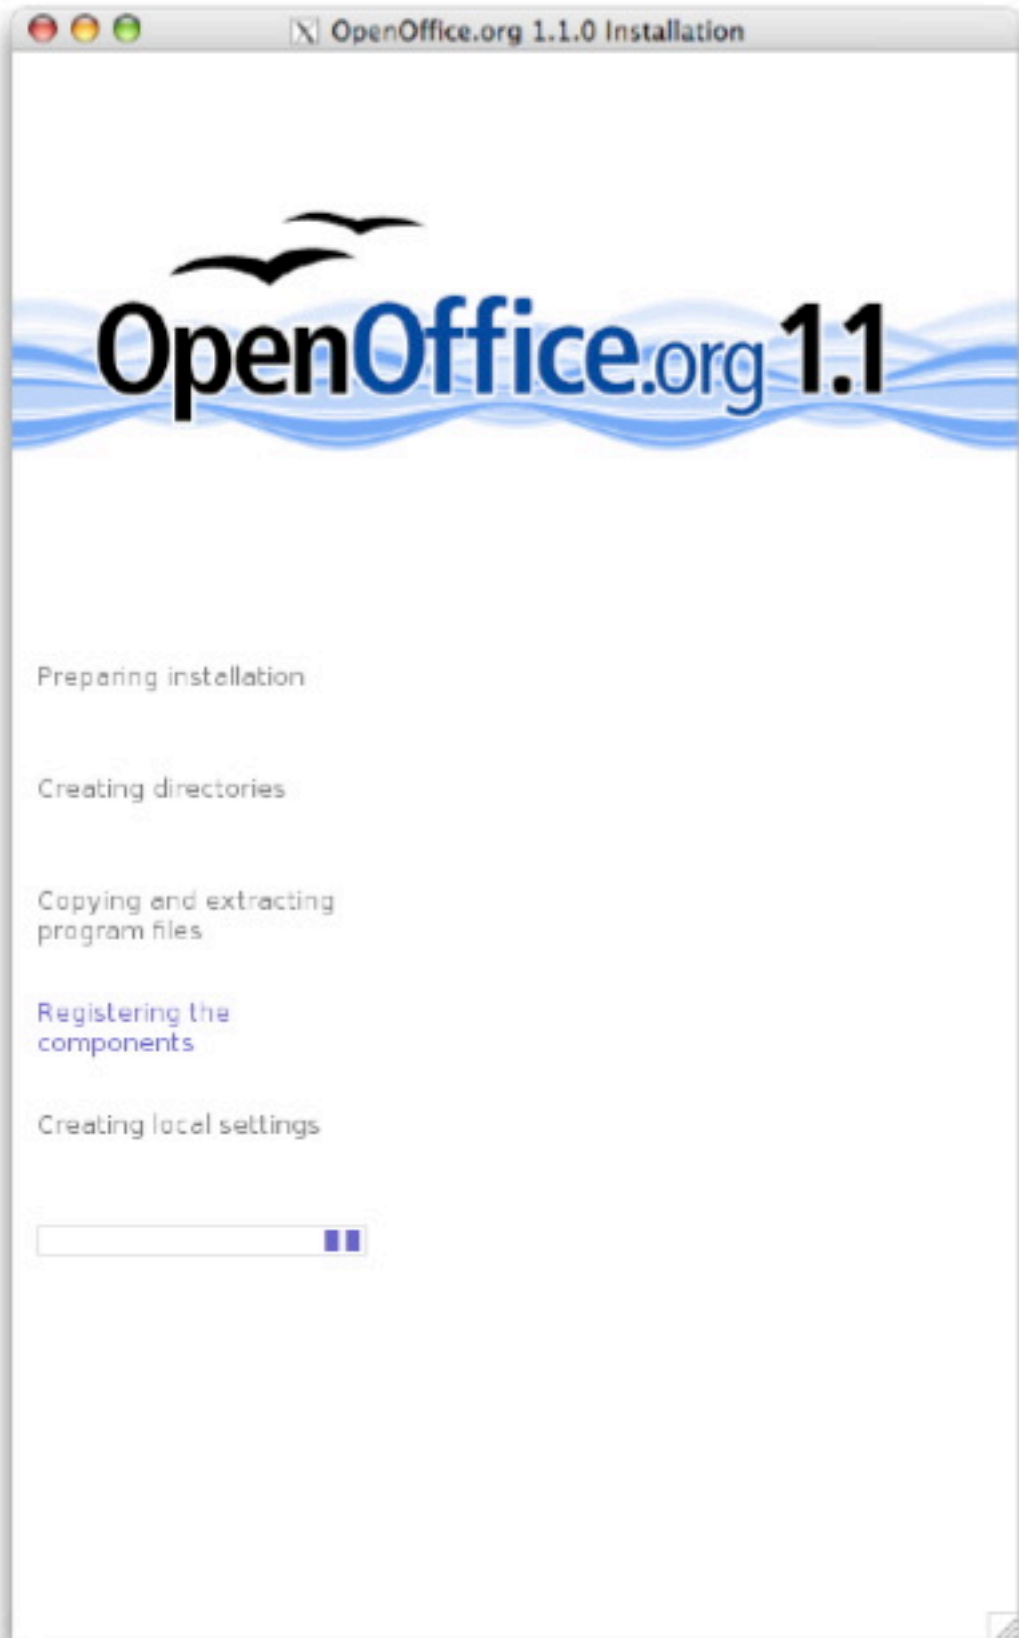 OpenOffice.org 1.1.0 Installation
OpenOffice.org 1.1
Preparing installation
Creating directories
Copying and extracting
program files
Registering the
components
Creating local settings